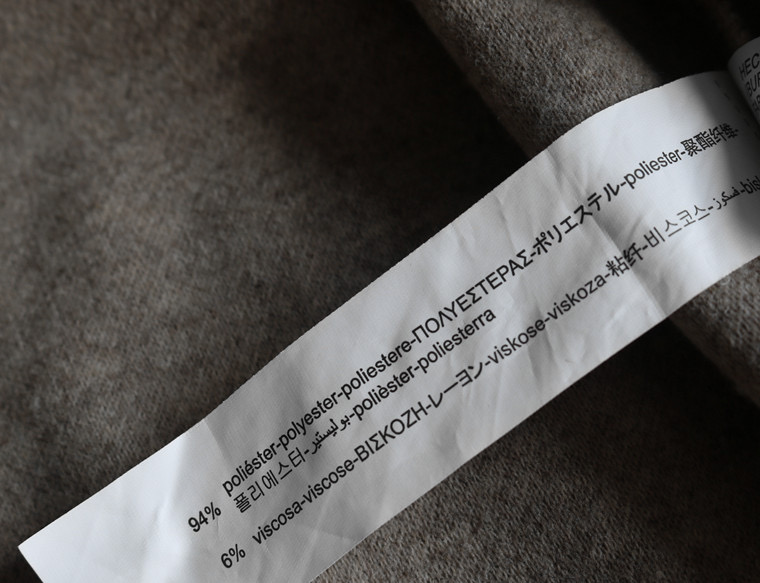 94% poliéster-polyester-poliestere-ΠΟΛΥΕΣΤΕΡΑΣ-ポリエステル-poliester-聚酯纤维-
폴리에스터-بوليستير-polièster-poliesterra
6% viscosa-viscose-ΒΙΣΚΟΖΗ-レーヨン-viskose-viskoza-粘纤-비스코스-فسكوز-
HEC